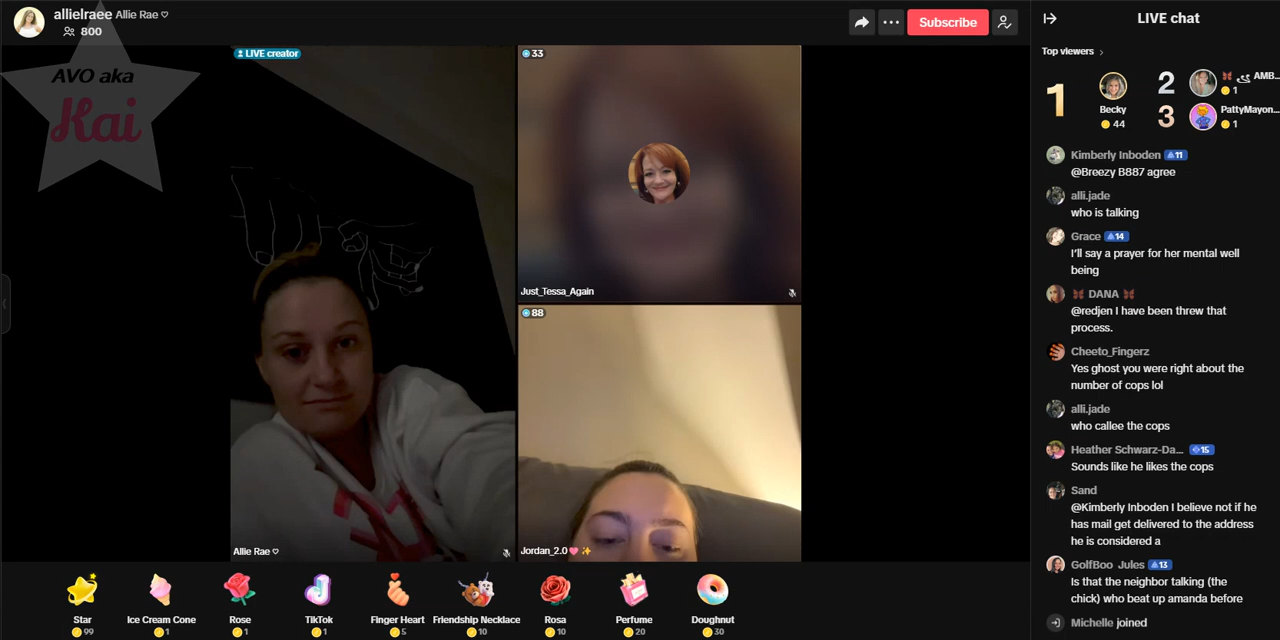 allielraee Allie Rae ♡
800
Subscribe
AVO aka
Kai
LIVE creator
Allie Rae ♡
33
Just_Tessa_Again
88
Jordan_2.0 💗 ✨
Star
99
Ice Cream Cone
1
Rose
1
TikTok
1
Finger Heart
5
Friendship Necklace
10
Rosa
10
Perfume
20
Doughnut
30
LIVE chat
Top viewers
1
Becky
44
2
AMB...
1
3
PattyMayon...
1
Kimberly Inboden 11
@Breezy B887 agree
alli.jade
who is talking
Grace 14
I'll say a prayer for her mental well
being
DANA
@redjen I have been threw that
process.
Cheeto_Fingerz
Yes ghost you were right about the
number of cops lol
alli.jade
who callee the cops
Heather Schwarz-Da... 15
Sounds like he likes the cops
Sand
@Kimberly Inboden I believe not if he
has mail get delivered to the address
he is considered a
GolfBoo Jules 13
Is that the neighbor talking (the
chick) who beat up amanda before
Michelle joined